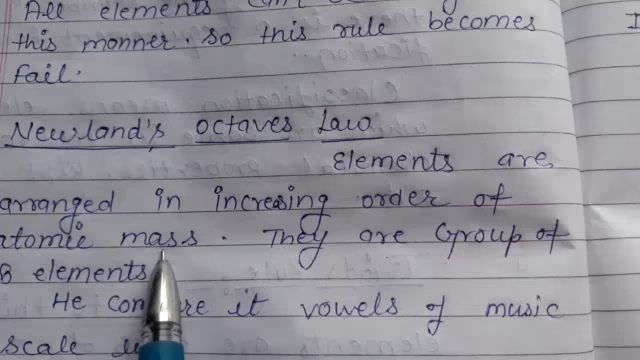 All elements
this manner. so this rule becomes
fail.
Newland's octaves Law
Elements are
arranged in increasing order of
atomic mass. They are Group of
8 elements
He it vowels of music
scale